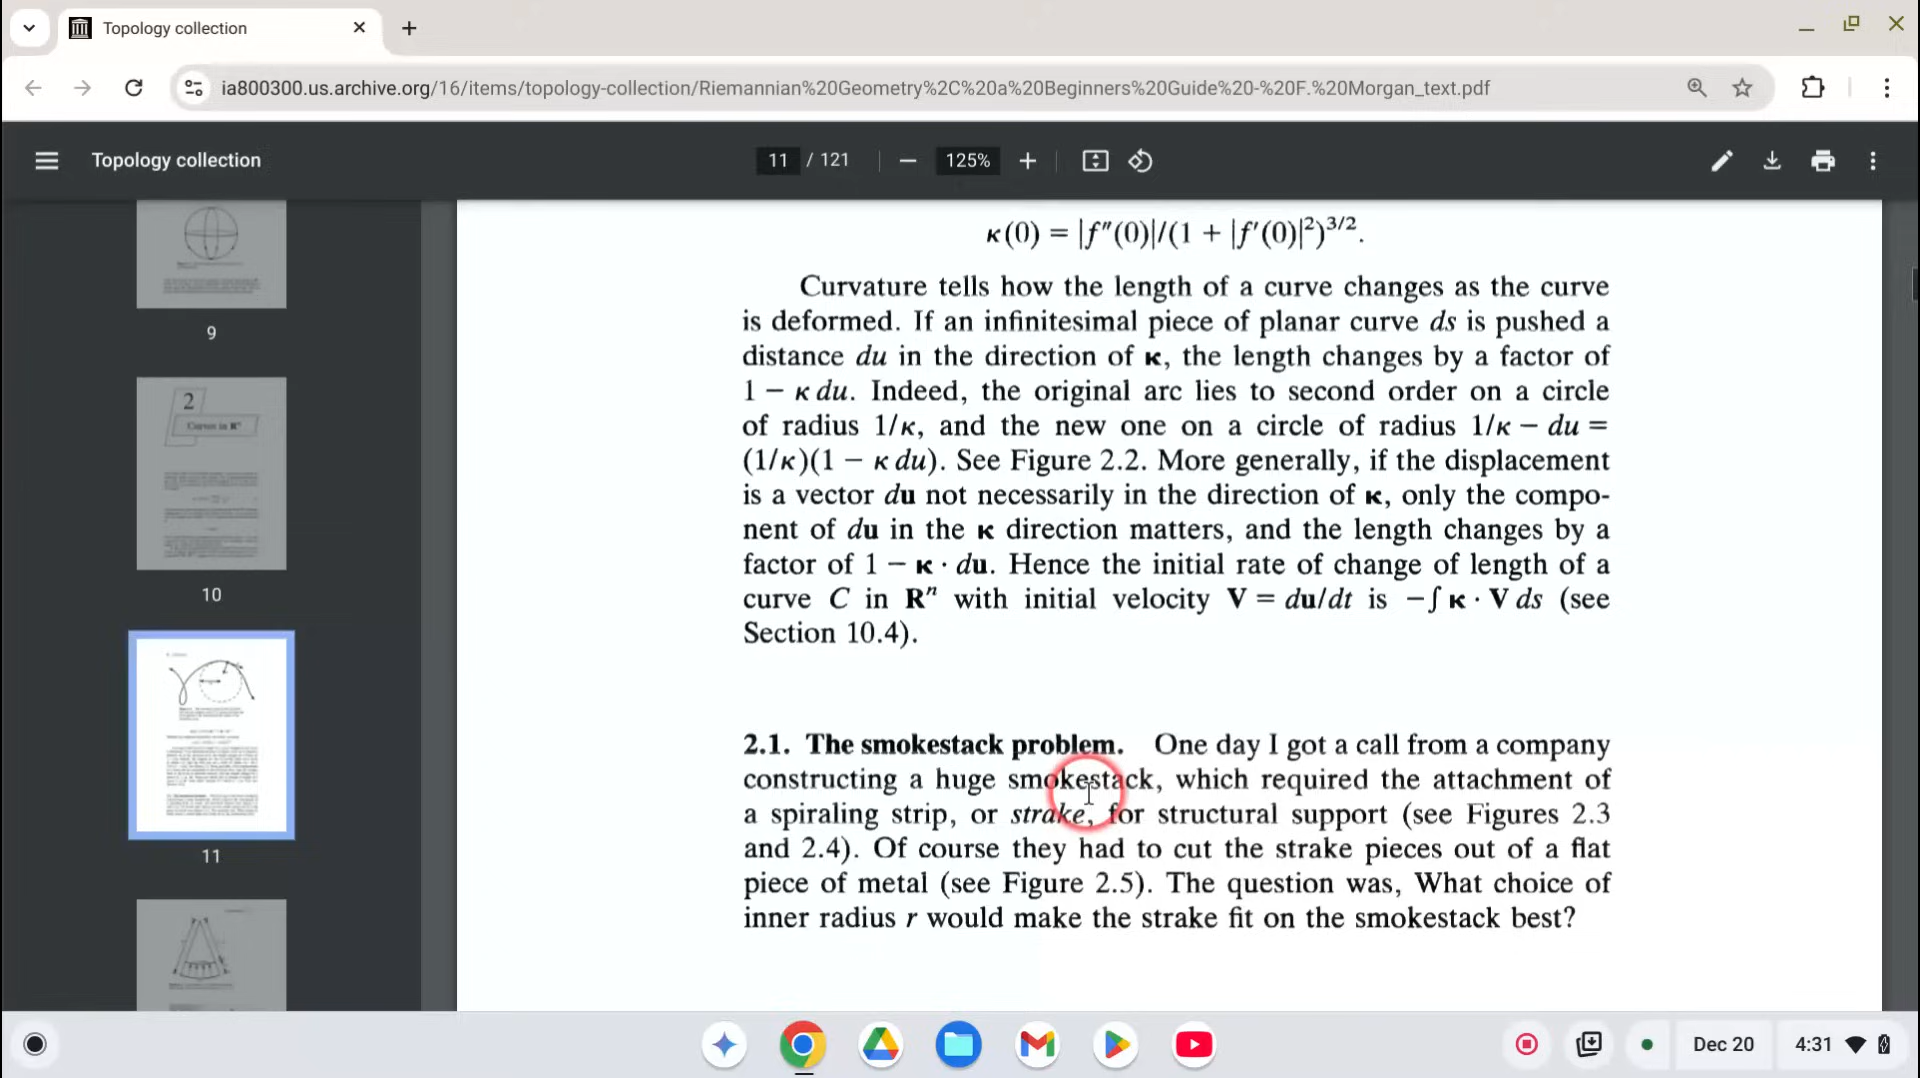 Topology collection
ia800300.us.archive.org/16/items/topology-collection/Riemannian%20Geometry%2C%20a%20Beginners%20Guide%20-%20F.%20Morgan_text.pdf
Topology collection
11 / 121
125%
κ(0) = |f″(0)|/(1 + |f′(0)|²)³/².
Curvature tells how the length of a curve changes as the curve
is deformed. If an infinitesimal piece of planar curve ds is pushed a
distance du in the direction of κ, the length changes by a factor of
1 − κ du. Indeed, the original arc lies to second order on a circle
of radius 1/κ, and the new one on a circle of radius 1/κ − du =
(1/κ)(1 − κ du). See Figure 2.2. More generally, if the displacement
is a vector du not necessarily in the direction of κ, only the compo-
nent of du in the κ direction matters, and the length changes by a
factor of 1 − κ · du. Hence the initial rate of change of length of a
curve C in Rⁿ with initial velocity V = du/dt is −∫ κ · V ds (see
Section 10.4).
2.1. The smokestack problem. One day I got a call from a company
constructing a huge smokestack, which required the attachment of
a spiraling strip, or strake, for structural support (see Figures 2.3
and 2.4). Of course they had to cut the strake pieces out of a flat
piece of metal (see Figure 2.5). The question was, What choice of
inner radius r would make the strake fit on the smokestack best?
9
2
Curves in Rⁿ
10
11
Dec 20
4:31